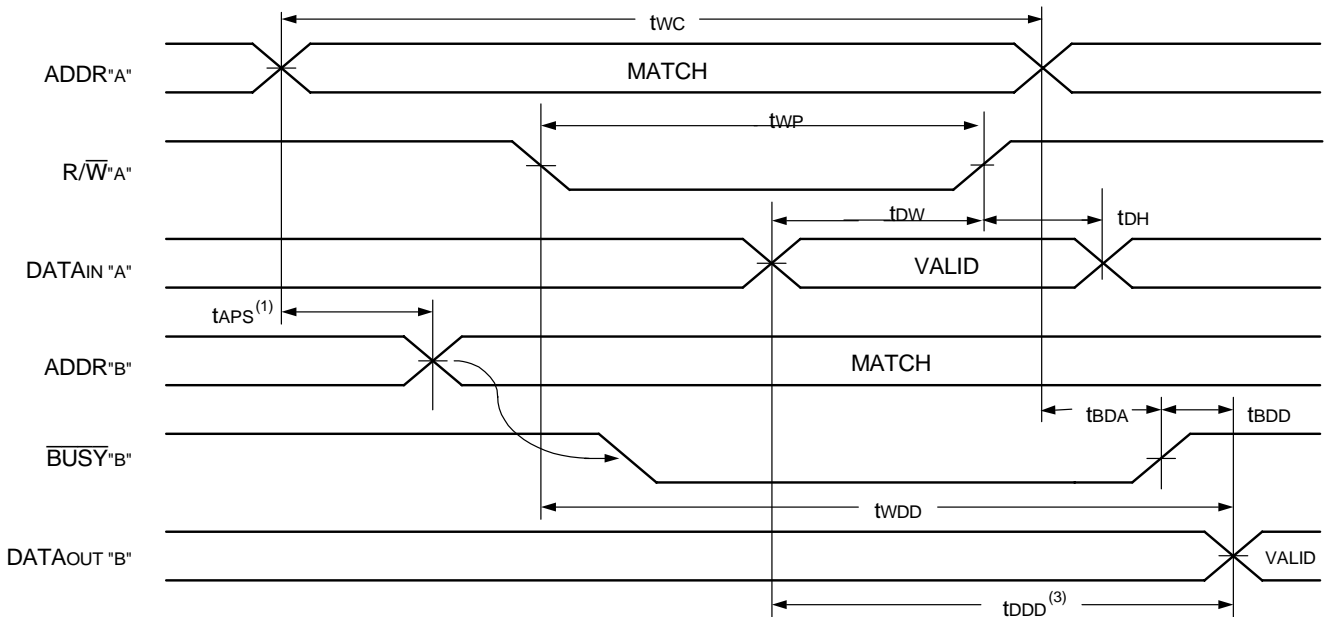 tWC
ADDR"A"
MATCH
tWP
R/W̅"A"
tDW
tDH
DATAIN "A"
VALID
tAPS(1)
ADDR"B"
MATCH
tBDA
tBDD
B̅U̅S̅Y̅"B"
tWDD
DATAOUT "B"
VALID
tDDD(3)